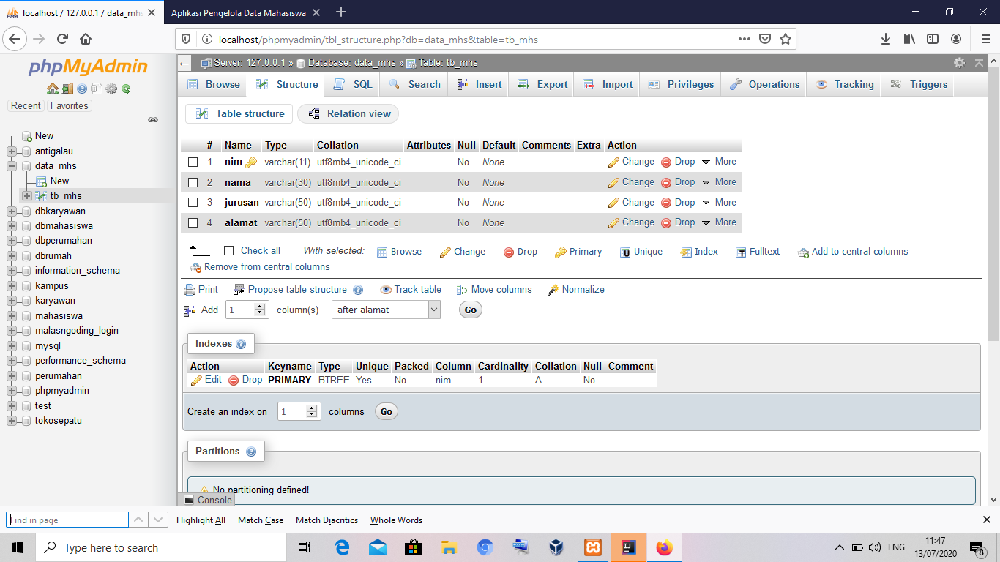 localhost / 127.0.0.1 / data_mhs
Aplikasi Pengelola Data Mahasiswa
localhost/phpmyadmin/tbl_structure.php?db=data_mhs&table=tb_mhs
phpMyAdmin
Recent Favorites
New
antigalau
data_mhs
New
tb_mhs
dbkaryawan
dbmahasiswa
dbperumahan
dbrumah
information_schema
kampus
karyawan
mahasiswa
malasngoding_login
mysql
performance_schema
perumahan
phpmyadmin
test
tokosepatu
Server: 127.0.0.1 » Database: data_mhs » Table: tb_mhs
Browse Structure SQL Search Insert Export Import Privileges Operations Tracking Triggers
Table structure Relation view
# Name Type Collation Attributes Null Default Comments Extra Action
1 nim varchar(11) utf8mb4_unicode_ci No None Change Drop More
2 nama varchar(30) utf8mb4_unicode_ci No None Change Drop More
3 jurusan varchar(50) utf8mb4_unicode_ci No None Change Drop More
4 alamat varchar(50) utf8mb4_unicode_ci No None Change Drop More
Check all With selected: Browse Change Drop Primary Unique Index Fulltext Add to central columns
Remove from central columns
Print Propose table structure Track table Move columns Normalize
Add 1 column(s) after alamat Go
Indexes
Action Keyname Type Unique Packed Column Cardinality Collation Null Comment
Edit Drop PRIMARY BTREE Yes No nim 1 A No
Create an index on 1 columns Go
Partitions
No partitioning defined!
Console
Find in page Highlight All Match Case Match Diacritics Whole Words
Type here to search
ENG
11:47
13/07/2020
8